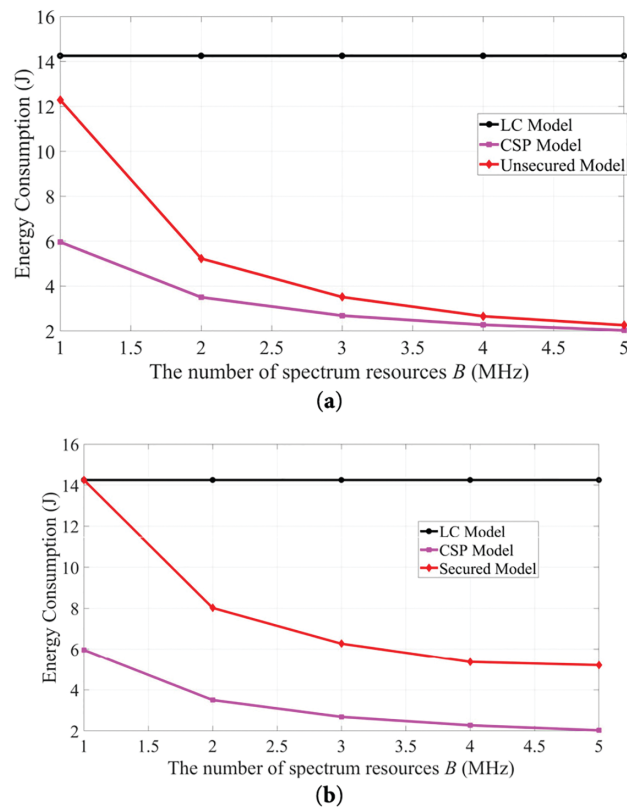 16
14
12
10
8
6
4
2
Energy Consumption (J)
LC Model
CSP Model
Unsecured Model
1 1.5 2 2.5 3 3.5 4 4.5 5
The number of spectrum resources B (MHz)
(a)
16
14
12
10
8
6
4
2
Energy Consumption (J)
LC Model
CSP Model
Secured Model
1 1.5 2 2.5 3 3.5 4 4.5 5
The number of spectrum resources B (MHz)
(b)